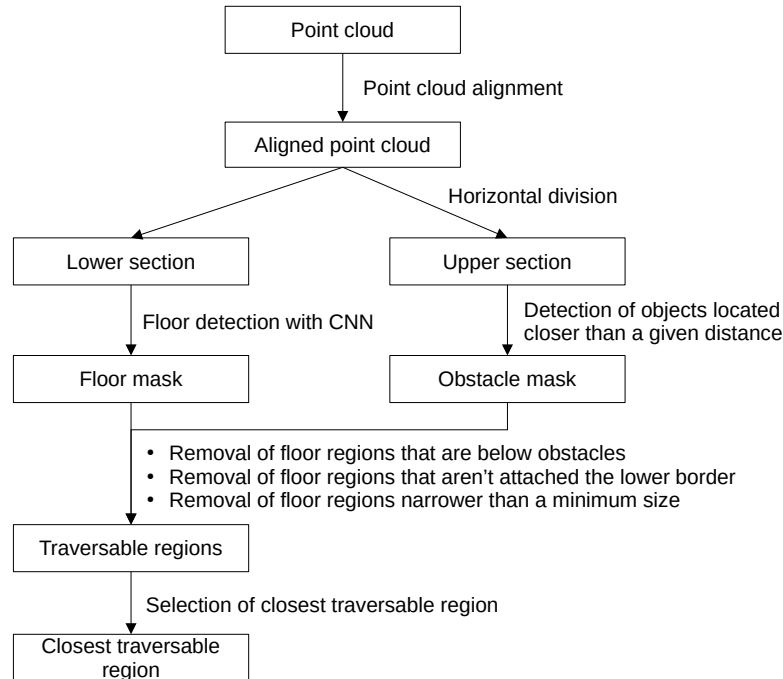 Point cloud
Point cloud alignment
Aligned point cloud
Horizontal division
Lower section
Upper section
Floor detection with CNN
Detection of objects located
closer than a given distance
Floor mask
Obstacle mask
• Removal of floor regions that are below obstacles
• Removal of floor regions that aren't attached the lower border
• Removal of floor regions narrower than a minimum size
Traversable regions
Selection of closest traversable region
Closest traversable
region